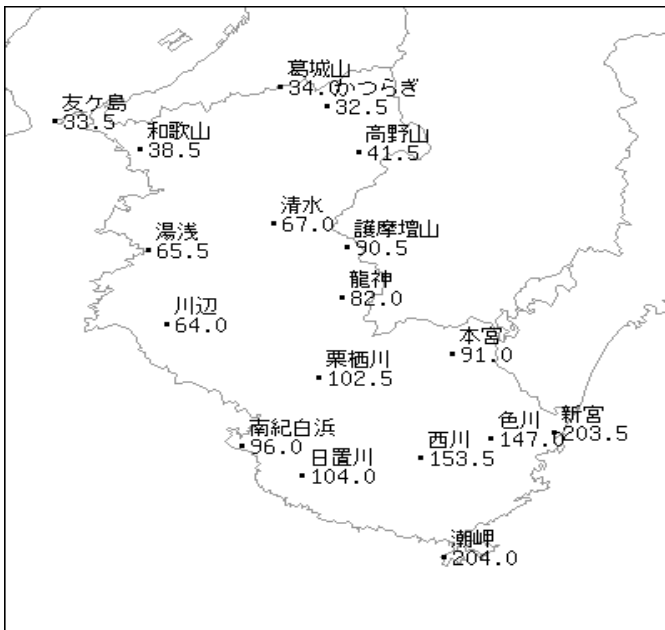 葛城山
34.0
かつらぎ
32.5
友ケ島
33.5
和歌山
38.5
高野山
41.5
清水
67.0
湯浅
65.5
護摩壇山
90.5
龍神
82.0
川辺
64.0
本宮
91.0
栗栖川
102.5
南紀白浜
96.0
日置川
104.0
西川
153.5
色川
147.0
新宮
203.5
潮岬
204.0